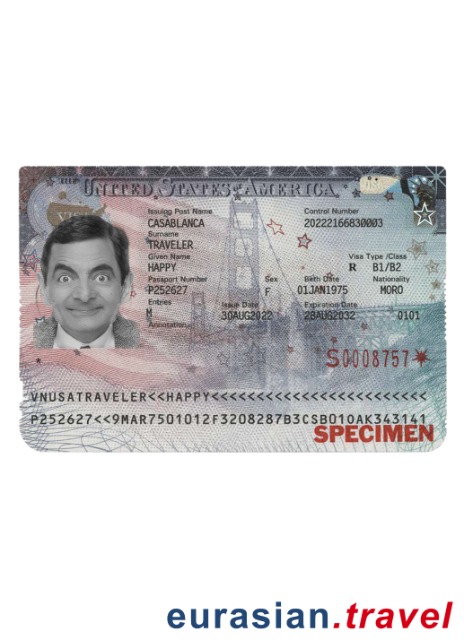 UNITED STATES of AMERICA
VISA
Issuing Post Name
Control Number
CASABLANCA
20222166830003
Surname
TRAVELER
Given Name
Visa Type /Class
HAPPY
R B1/B2
Passport Number
Sex
Birth Date
Nationality
P252627
F
01JAN1975
MORO
Entries
Issue Date
Expiration Date
M
30AUG2022
28AUG2032
0101
Annotation
S0008757*
VNUSATRAVELER<<HAPPY<<<<<<<<<<<<<<<<<<<<<<<<
P252627<<9MAR7501012F3208287B3CSB010AK343141
SPECIMEN
eurasian.travel